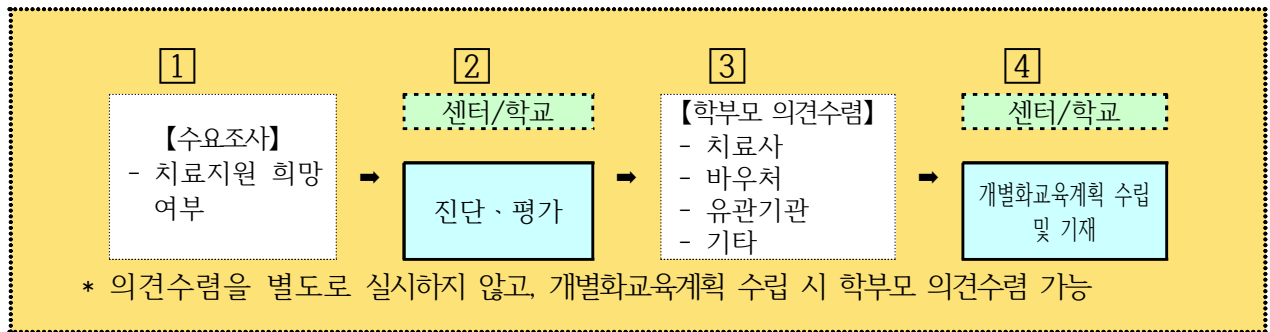 1
【수요조사】
- 치료지원 희망
여부
➡
2
센터/학교
진단、평가
➡
3
【학부모 의견수렴】
- 치료사
- 바우처
- 유관기관
- 기타
➡
4
센터/학교
개별화교육계획 수립
및 기재
* 의견수렴을 별도로 실시하지 않고, 개별화교육계획 수립 시 학부모 의견수렴 가능